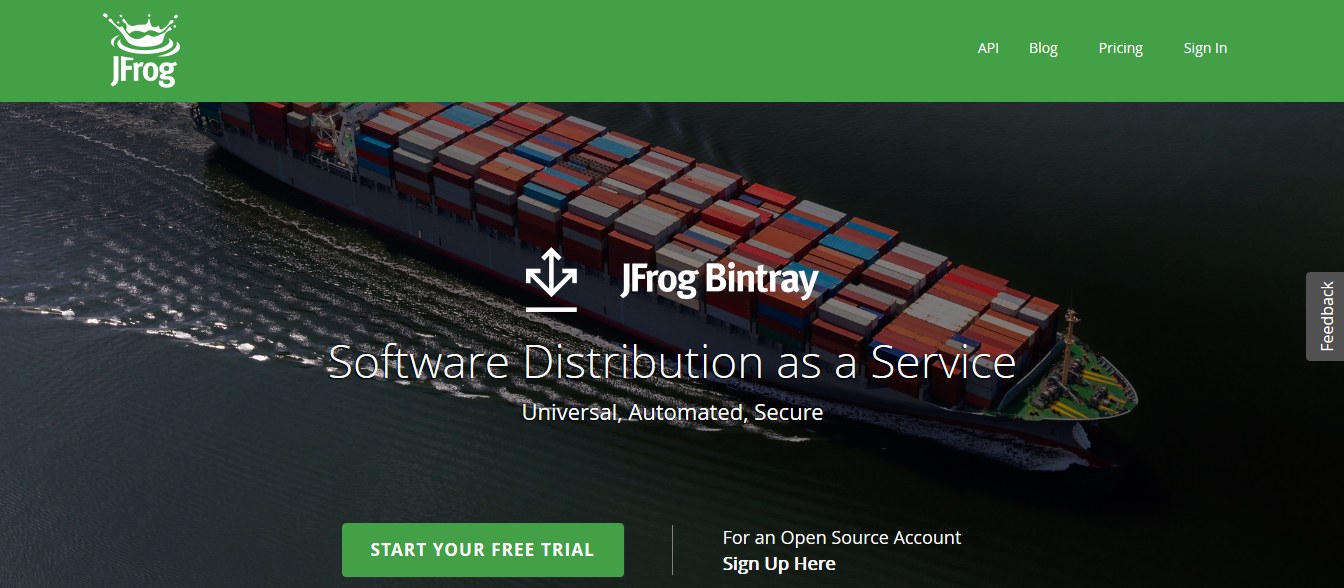 JFrog
API
Blog
Pricing
Sign In
JFrog Bintray
Software Distribution as a Service
Universal, Automated, Secure
Feedback
START YOUR FREE TRIAL
For an Open Source Account
Sign Up Here